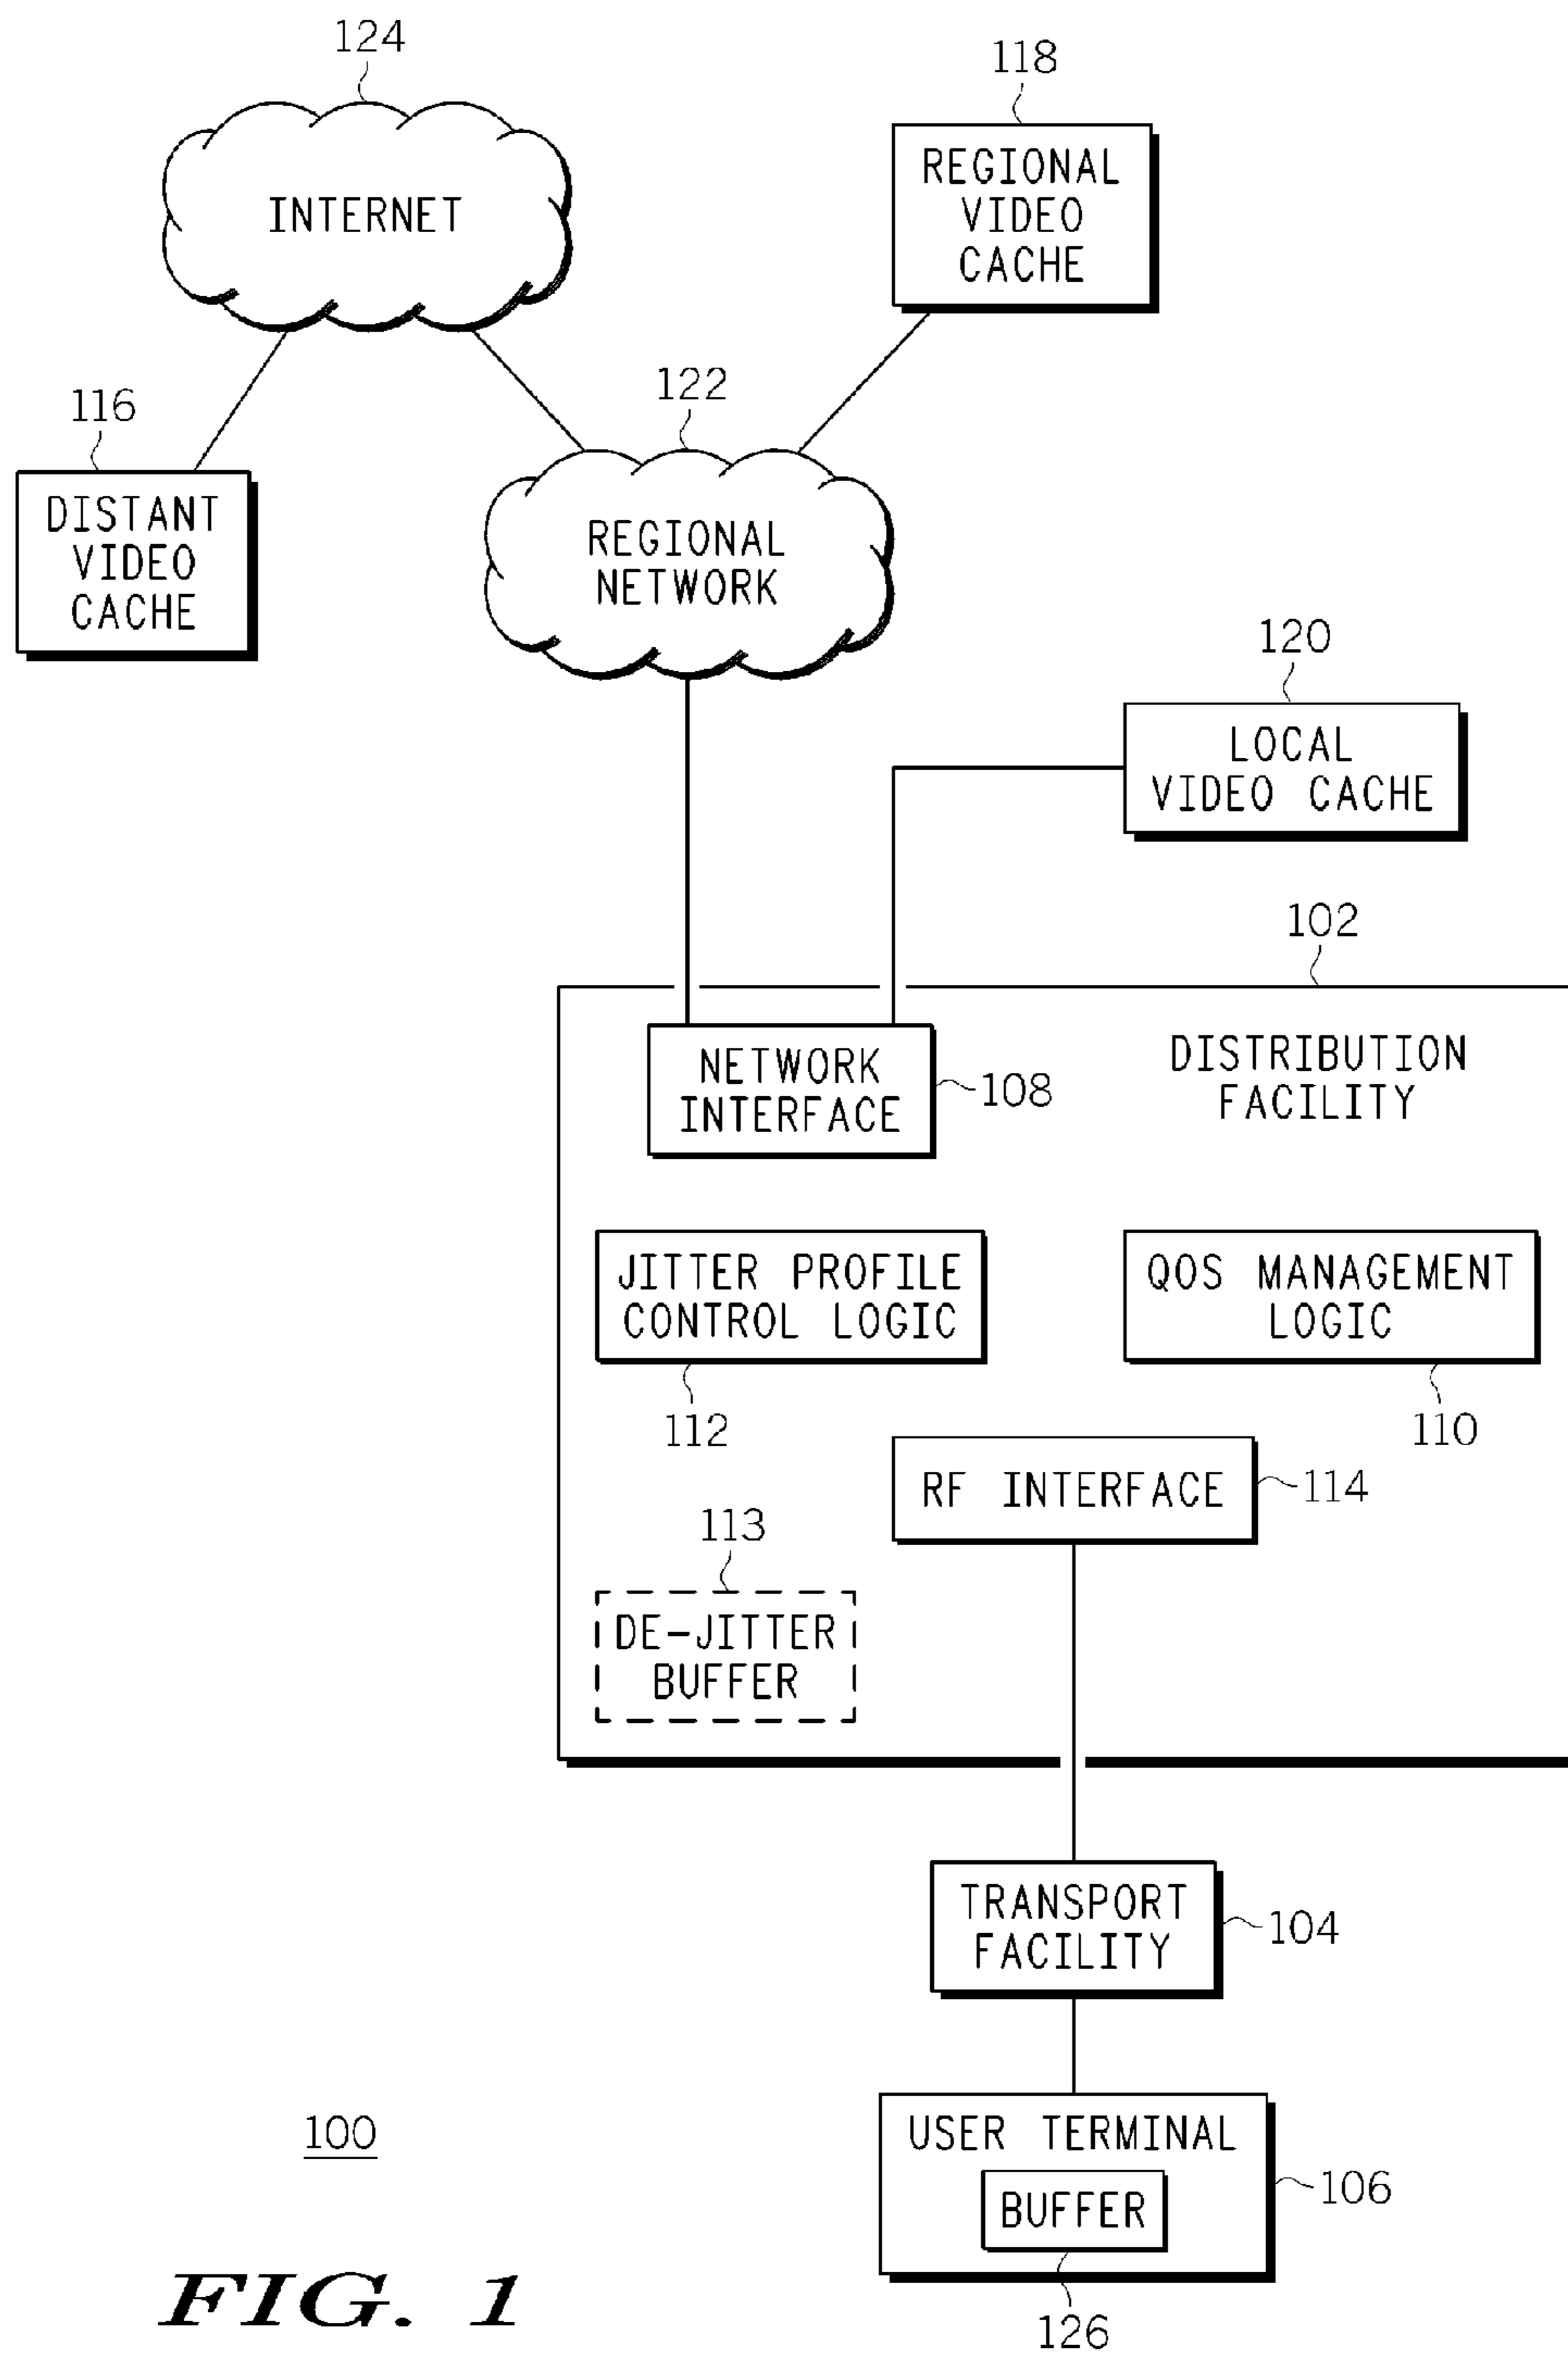 124
118
INTERNET
REGIONAL
VIDEO
CACHE
122
116
REGIONAL
NETWORK
DISTANT
VIDEO
CACHE
120
LOCAL
VIDEO CACHE
102
DISTRIBUTION
FACILITY
NETWORK
INTERFACE
108
JITTER PROFILE
CONTROL LOGIC
QOS MANAGEMENT
LOGIC
112
110
RF INTERFACE
114
113
DE-JITTER
BUFFER
TRANSPORT
FACILITY
104
100
USER TERMINAL
BUFFER
106
126
FIG. 1